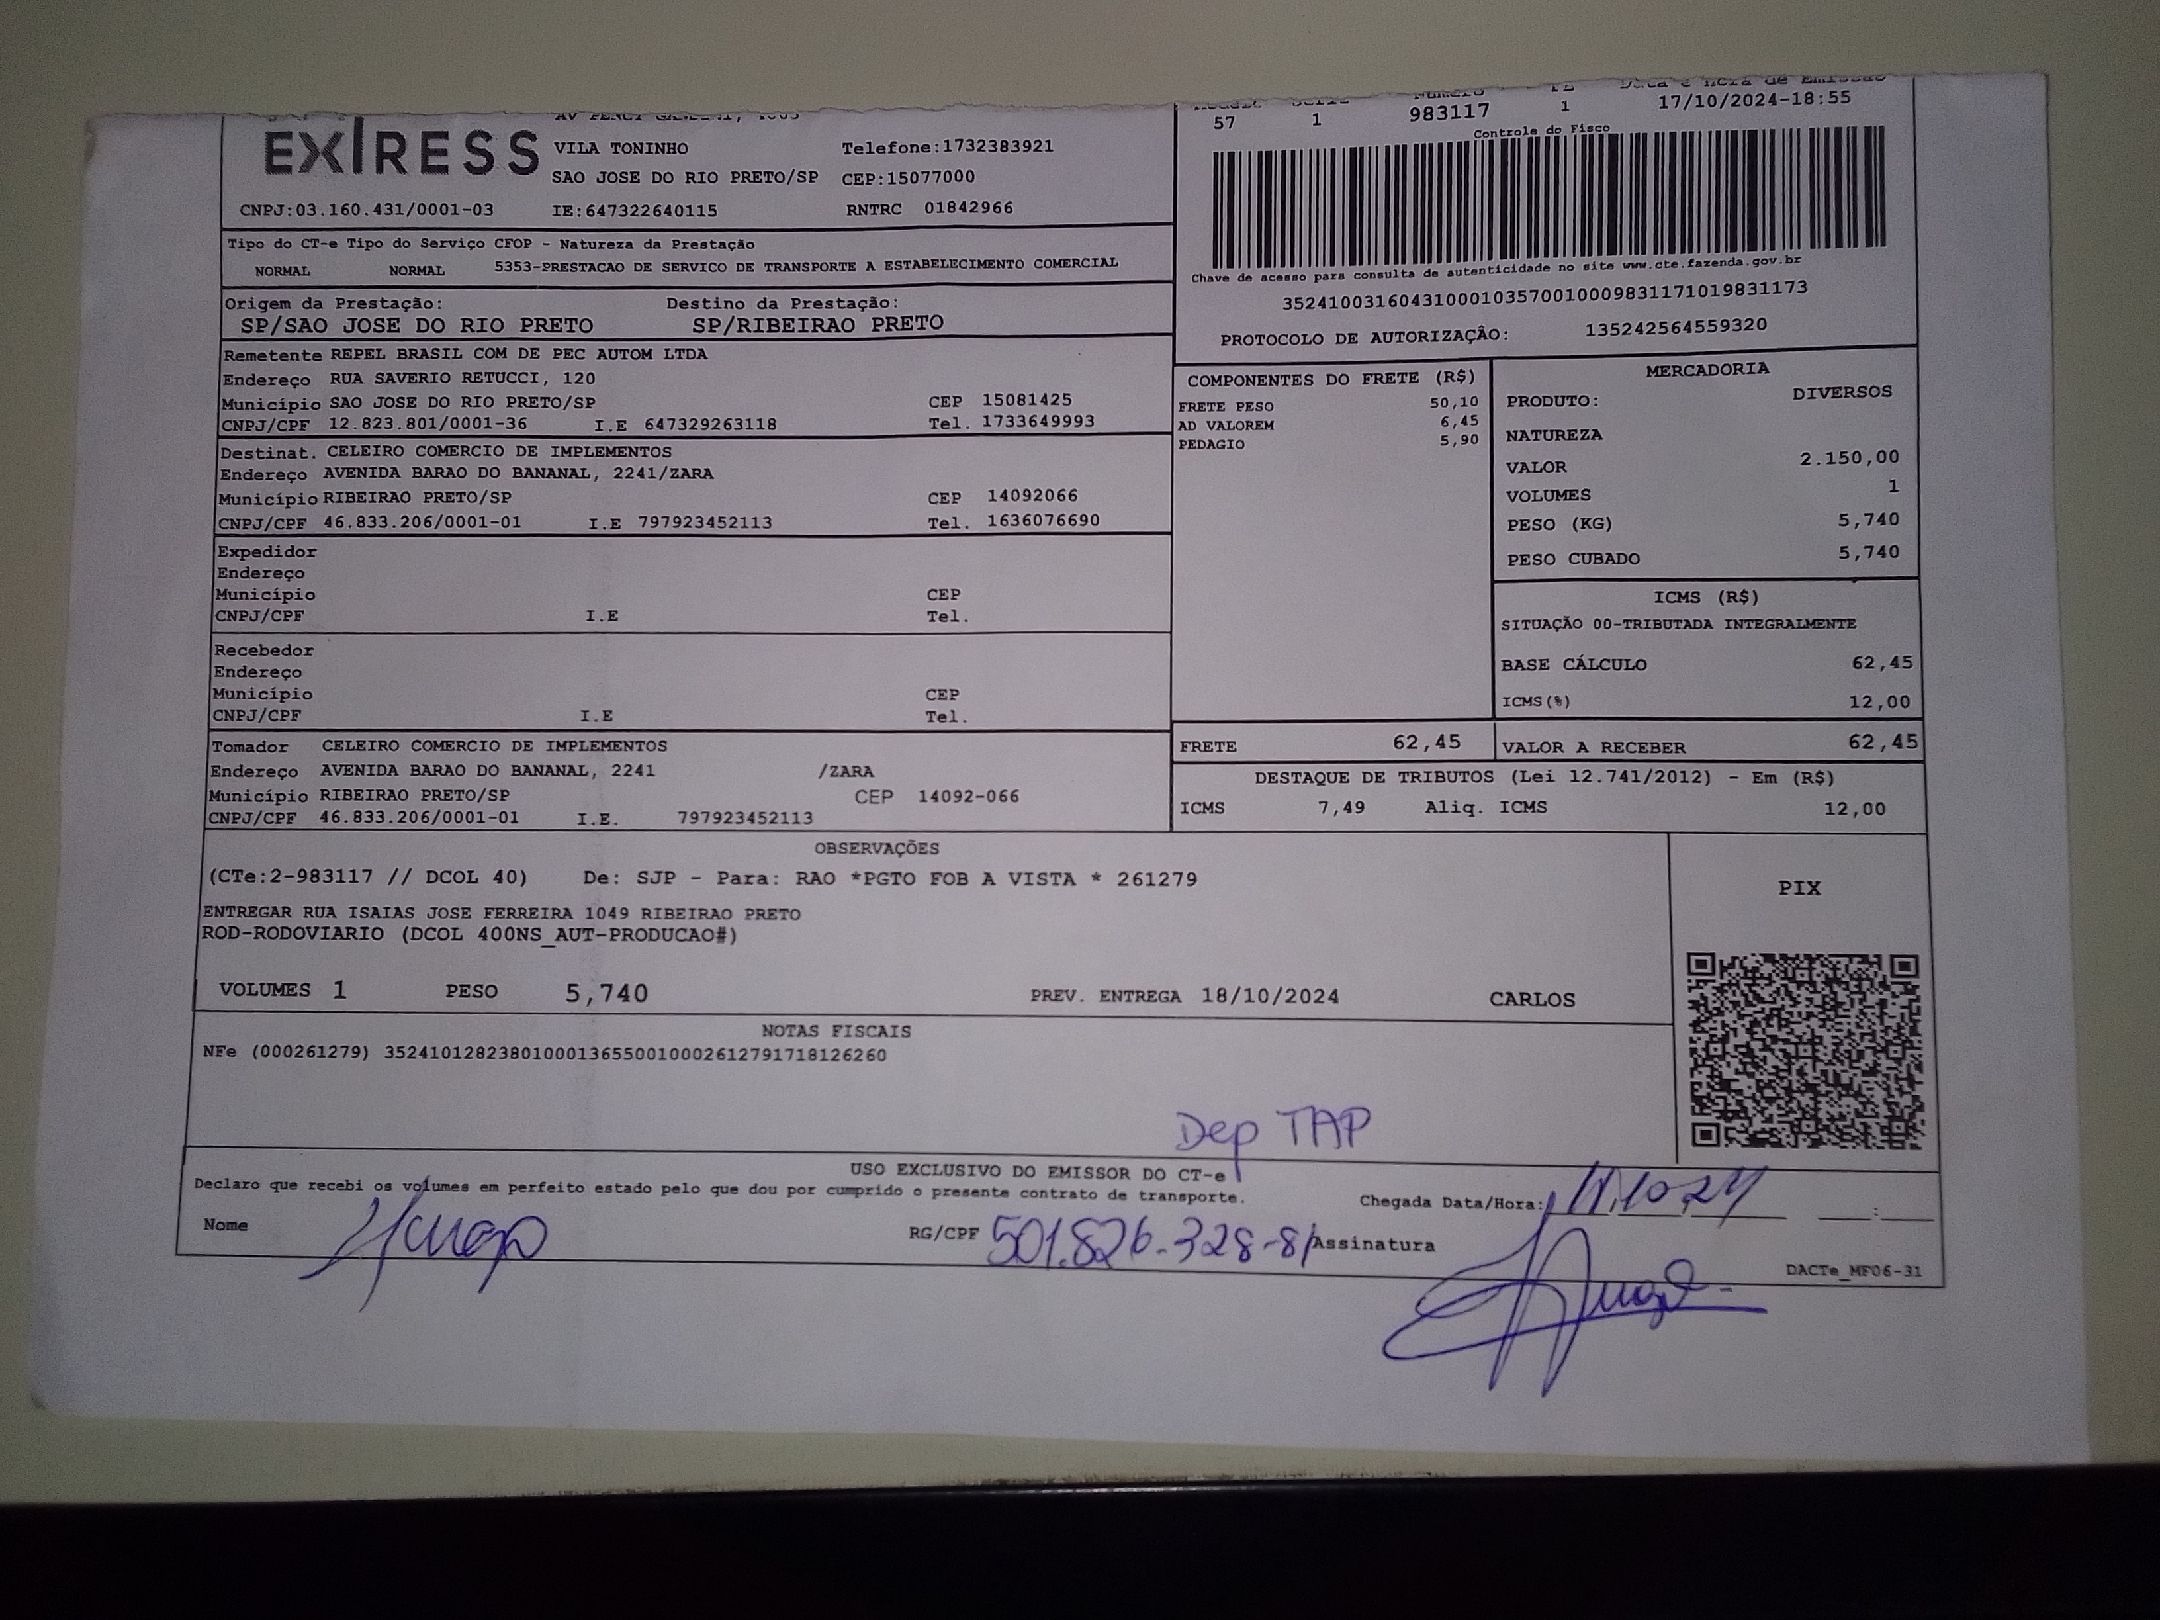 EXPRESS
VILA TONINHO Telefone:1732383921
SAO JOSE DO RIO PRETO/SP CEP:15077000
CNPJ:03.160.431/0001-03 IE:647322640115 RNTRC 01842966
57 1 983117 1 17/10/2024-18:55
Controle do Fisco
Chave de acesso para consulta de autenticidade no site www.cte.fazenda.gov.br
35241003160431000103570010009831171019831173
PROTOCOLO DE AUTORIZAÇÂO: 135242564559320
Tipo do CT-e Tipo do Serviço CFOP - Natureza da Prestação
NORMAL NORMAL 5353-PRESTACAO DE SERVICO DE TRANSPORTE A ESTABELECIMENTO COMERCIAL
Origem da Prestação: Destino da Prestação:
SP/SAO JOSE DO RIO PRETO SP/RIBEIRAO PRETO
Remetente REPEL BRASIL COM DE PEC AUTOM LTDA
Endereço RUA SAVERIO RETUCCI, 120
Município SAO JOSE DO RIO PRETO/SP CEP 15081425
CNPJ/CPF 12.823.801/0001-36 I.E 647329263118 Tel. 1733649993
Destinat. CELEIRO COMERCIO DE IMPLEMENTOS
Endereço AVENIDA BARAO DO BANANAL, 2241/ZARA
Município RIBEIRAO PRETO/SP CEP 14092066
CNPJ/CPF 46.833.206/0001-01 I.E 797923452113 Tel. 1636076690
Expedidor
Endereço
Município CEP
CNPJ/CPF I.E Tel.
Recebedor
Endereço
Município CEP
CNPJ/CPF I.E Tel.
Tomador CELEIRO COMERCIO DE IMPLEMENTOS
Endereço AVENIDA BARAO DO BANANAL, 2241 /ZARA
Município RIBEIRAO PRETO/SP CEP 14092-066
CNPJ/CPF 46.833.206/0001-01 I.E. 797923452113
COMPONENTES DO FRETE (R$)
FRETE PESO 50,10
AD VALOREM 6,45
PEDAGIO 5,90
MERCADORIA
PRODUTO: DIVERSOS
NATUREZA
VALOR 2.150,00
VOLUMES 1
PESO (KG) 5,740
PESO CUBADO 5,740
ICMS (R$)
SITUAÇÃO 00-TRIBUTADA INTEGRALMENTE
BASE CÁLCULO 62,45
ICMS(%) 12,00
FRETE 62,45 VALOR A RECEBER 62,45
DESTAQUE DE TRIBUTOS (Lei 12.741/2012) - Em (R$)
ICMS 7,49 Aliq. ICMS 12,00
OBSERVAÇÕES
(CTe:2-983117 // DCOL 40) De: SJP - Para: RAO *PGTO FOB A VISTA * 261279
ENTREGAR RUA ISAIAS JOSE FERREIRA 1049 RIBEIRAO PRETO
ROD-RODOVIARIO (DCOL 400NS_AUT-PRODUCAO#)
VOLUMES 1 PESO 5,740 PREV. ENTREGA 18/10/2024 CARLOS
PIX
NOTAS FISCAIS
NFe (000261279) 35241012823801000136550010002612791718126260
Dep TAP
USO EXCLUSIVO DO EMISSOR DO CT-e
Declaro que recebi os volumes em perfeito estado pelo que dou por cumprido o presente contrato de transporte.
Chegada Data/Hora:
Nome RG/CPF 501.826.328-81 Assinatura
DACTe_MF06-31